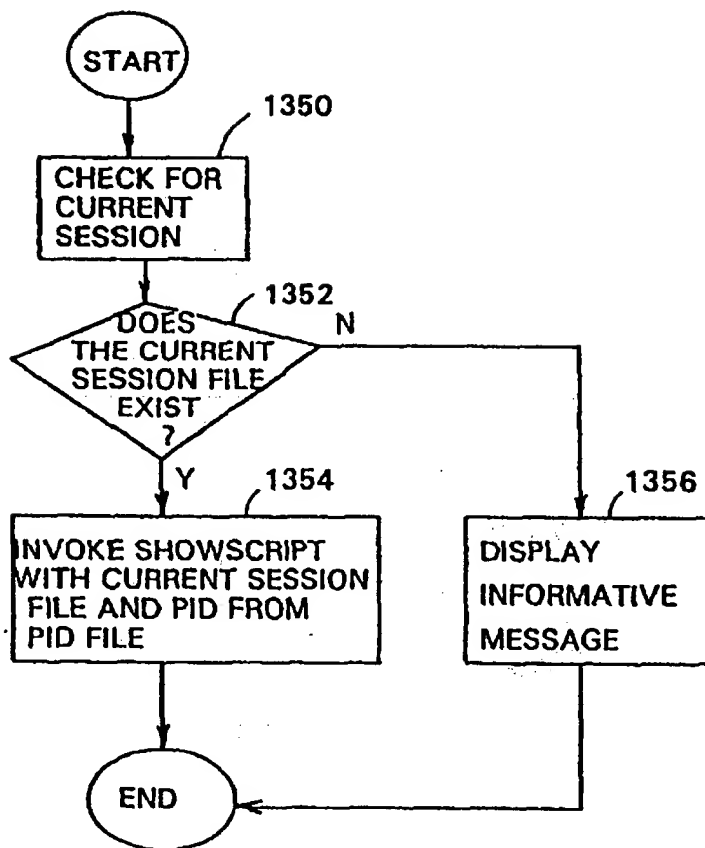 START
1350
CHECK FOR
CURRENT
SESSION
1352
DOES
THE CURRENT
SESSION FILE
EXIST
?
N
Y
1354
INVOKE SHOWSCRIPT
WITH CURRENT SESSION
FILE AND PID FROM
PID FILE
1356
DISPLAY
INFORMATIVE
MESSAGE
END